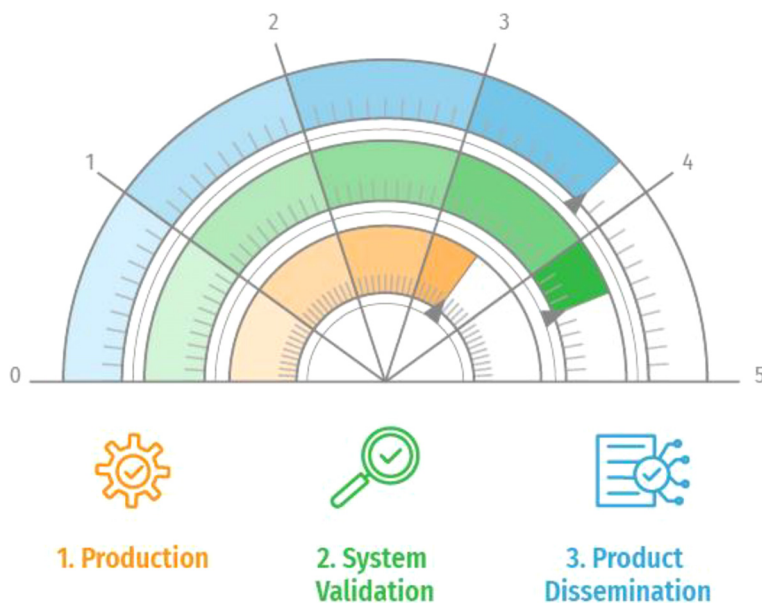 2
3
1
4
0
5
1. Production
2. System
Validation
3. Product
Dissemination